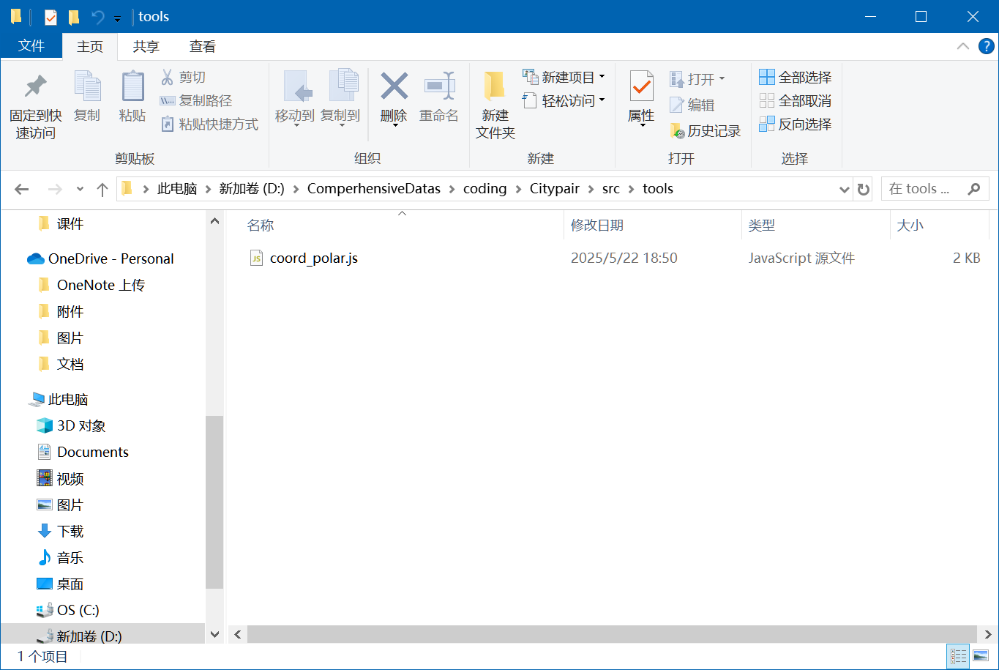 tools
文件 主页 共享 查看
固定到快速访问
复制
粘贴
剪切
复制路径
粘贴快捷方式
剪贴板
移动到
复制到
删除
重命名
组织
新建文件夹
新建项目
轻松访问
新建
属性
打开
编辑
历史记录
打开
全部选择
全部取消
反向选择
选择
此电脑 新加卷 (D:) ComperhensiveDatas coding Citypair src tools
在 tools ...
课件
OneDrive - Personal
OneNote 上传
附件
图片
文档
此电脑
3D 对象
Documents
视频
图片
下载
音乐
桌面
OS (C:)
新加卷 (D:)
名称 修改日期 类型 大小
coord_polar.js 2025/5/22 18:50 JavaScript 源文件 2 KB
1 个项目